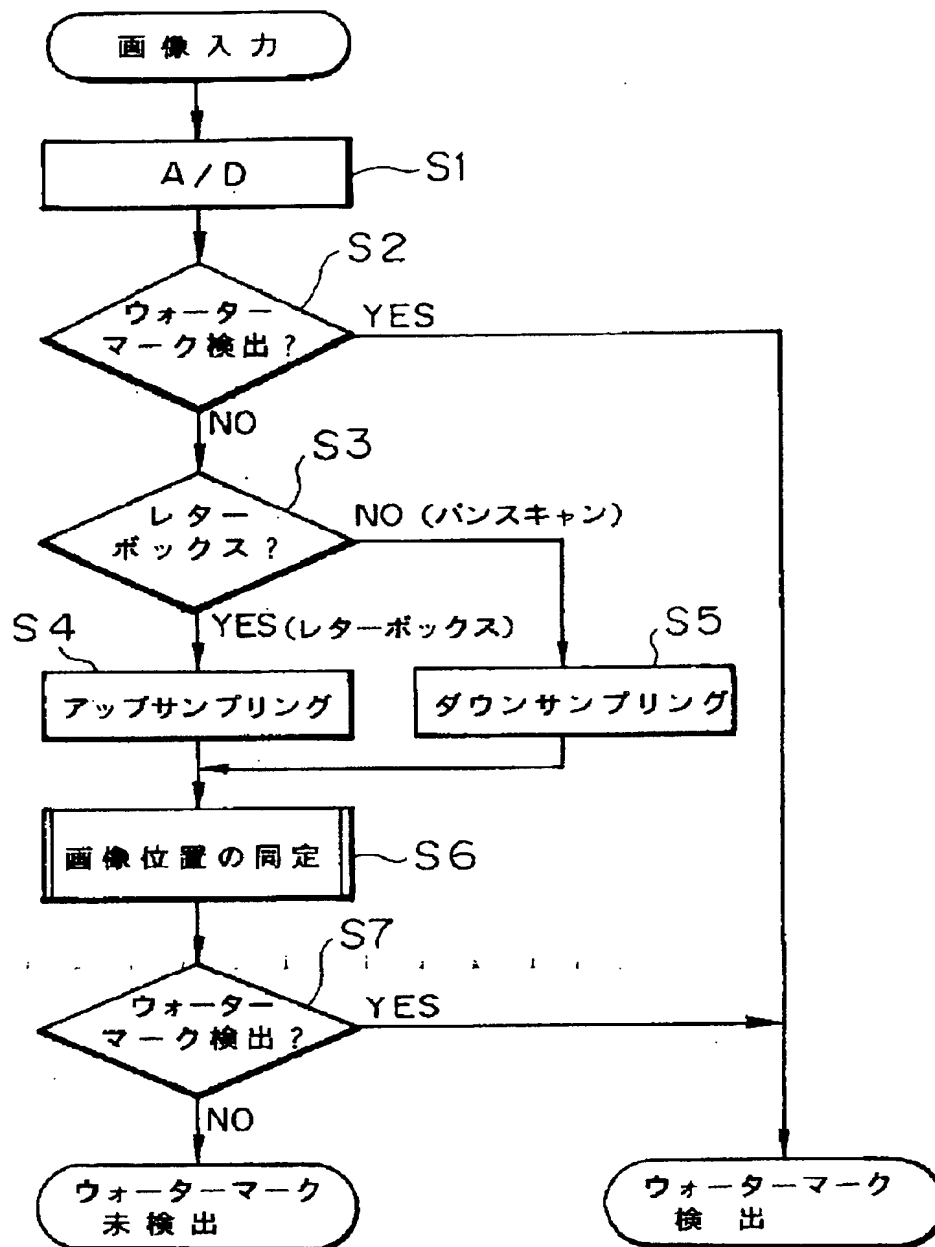 画像入力
A/D
S1
S2
ウォーター
マーク検出?
YES
NO
S3
レター
ボックス?
NO (パンスキャン)
YES (レターボックス)
S4
アップサンプリング
S5
ダウンサンプリング
画像位置の同定
S6
S7
ウォーター
マーク検出?
YES
NO
ウォーターマーク
未検出
ウォーターマーク
検出